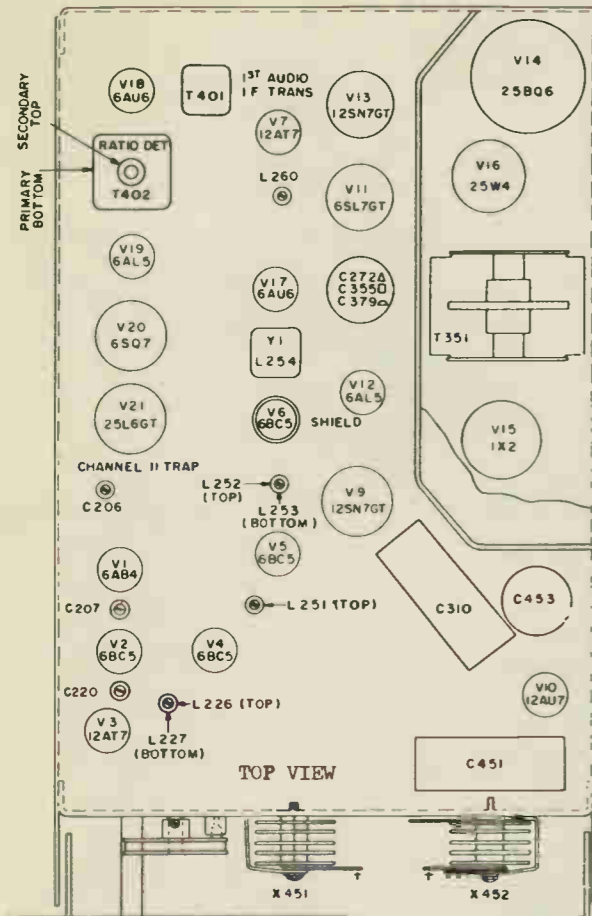 V18
6AU6
T401
1ST AUDIO
IF TRANS
V13
12SN7GT
V14
25BQ6
V7
12AT7
SECONDARY
TOP
PRIMARY
BOTTOM
RATIO DET
T402
L260
V11
6SL7GT
V16
25W4
V19
6AL5
V17
6AU6
C272△
C355□
C379⌓
T351
V20
6SQ7
Y1
L254
V12
6AL5
V21
25L6GT
V6
6BC5
SHIELD
V15
1X2
CHANNEL 11 TRAP
C206
L252
(TOP)
L253
(BOTTOM)
V9
12SN7GT
V5
6BC5
V1
6AB4
C207
L251 (TOP)
C310
C453
V2
6BC5
V4
6BC5
C220
L226 (TOP)
L227
(BOTTOM)
V3
12AT7
V10
12AU7
TOP VIEW
C451
X451
X452